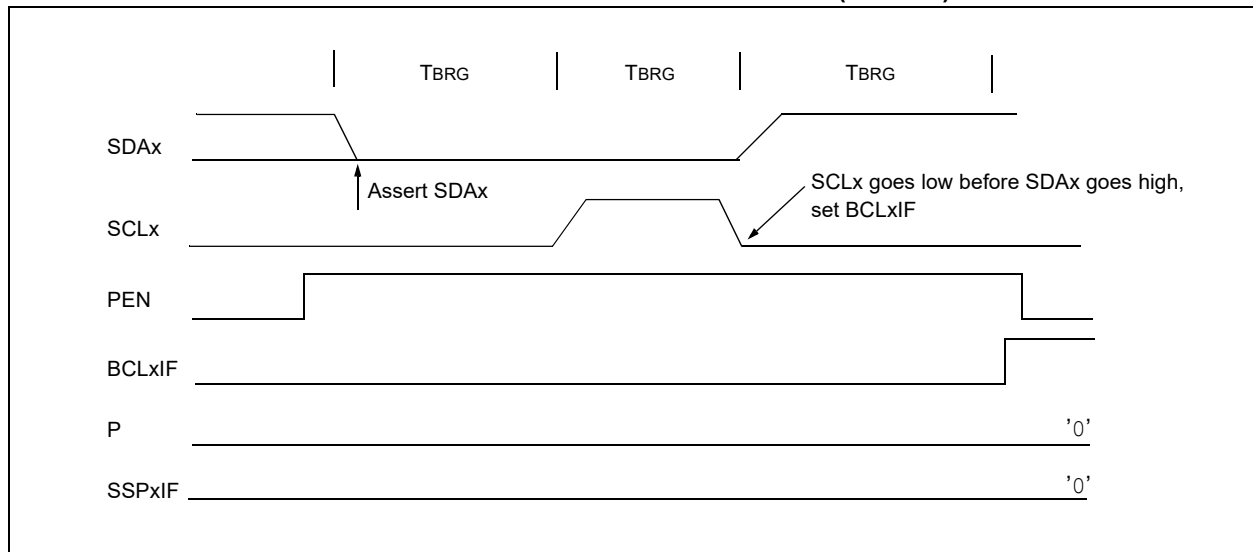 TBRG TBRG TBRG
SDAx
Assert SDAx
SCLx goes low before SDAx goes high,
set BCLxIF
SCLx
PEN
BCLxIF
P '0'
SSPxIF '0'